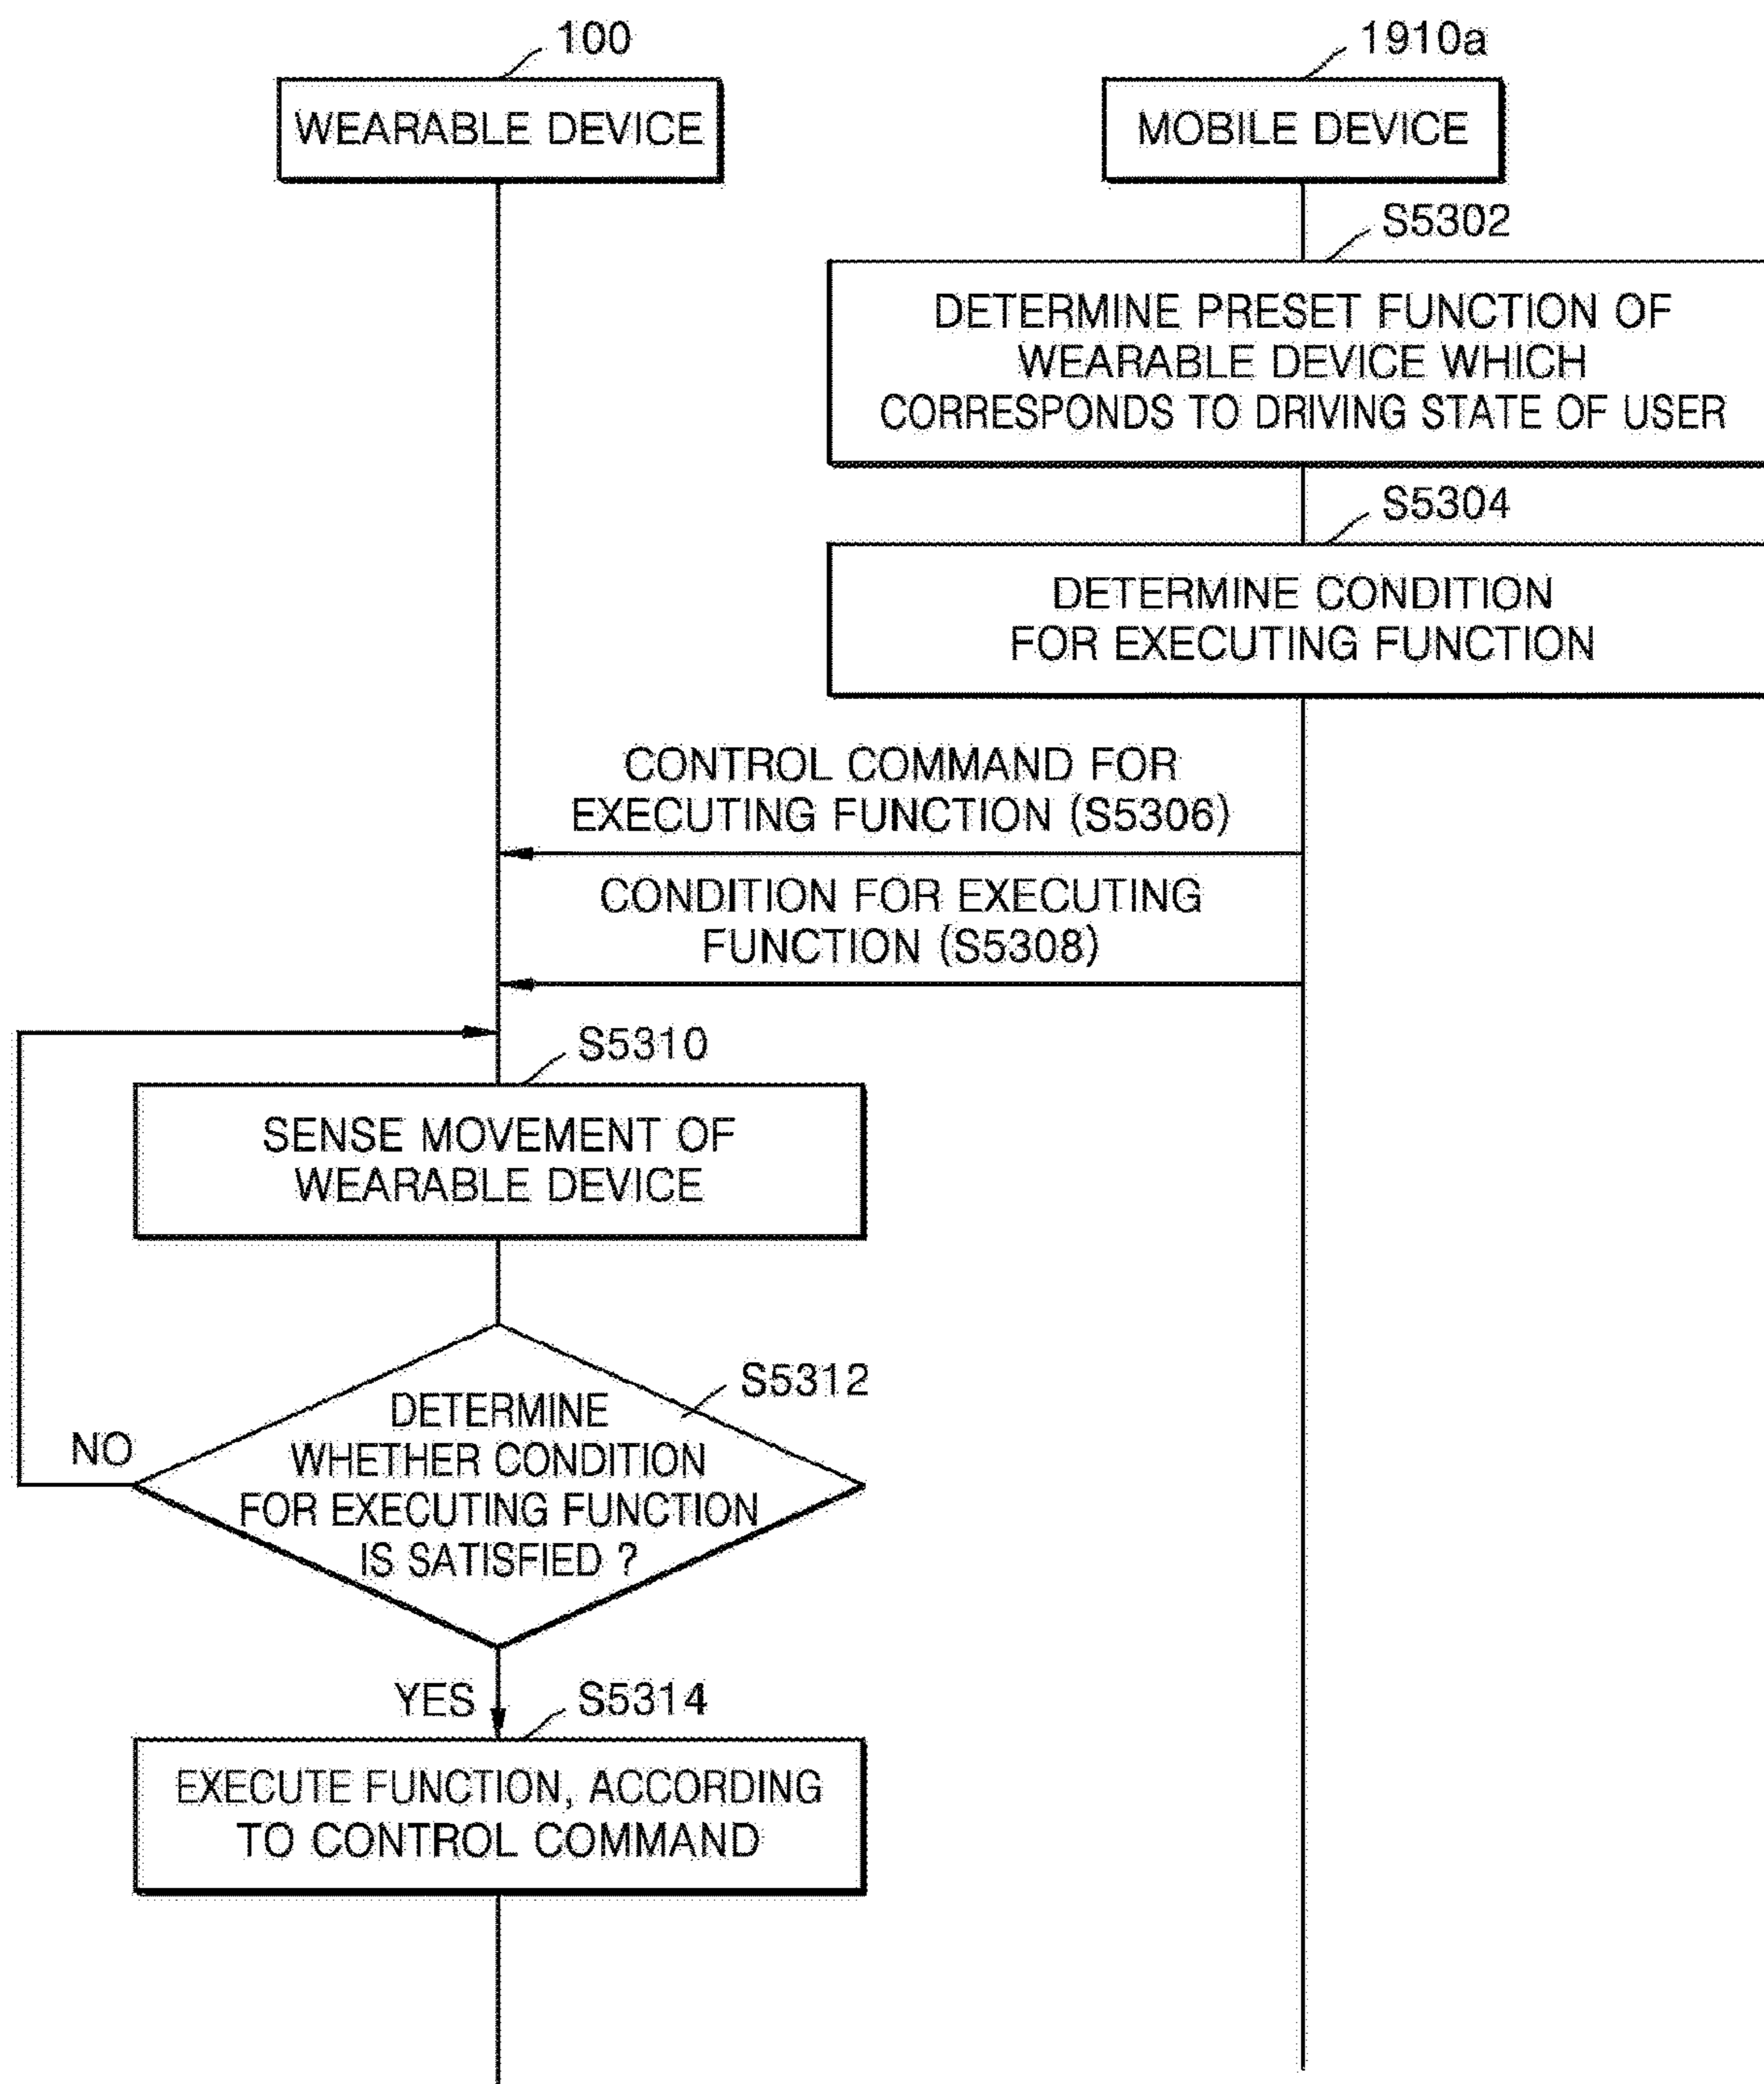 100
1910a
WEARABLE DEVICE
MOBILE DEVICE
S5302
DETERMINE PRESET FUNCTION OF
WEARABLE DEVICE WHICH
CORRESPONDS TO DRIVING STATE OF USER
S5304
DETERMINE CONDITION
FOR EXECUTING FUNCTION
CONTROL COMMAND FOR
EXECUTING FUNCTION (S5306)
CONDITION FOR EXECUTING
FUNCTION (S5308)
S5310
SENSE MOVEMENT OF
WEARABLE DEVICE
S5312
DETERMINE
WHETHER CONDITION
FOR EXECUTING FUNCTION
IS SATISFIED ?
NO
YES
S5314
EXECUTE FUNCTION, ACCORDING
TO CONTROL COMMAND